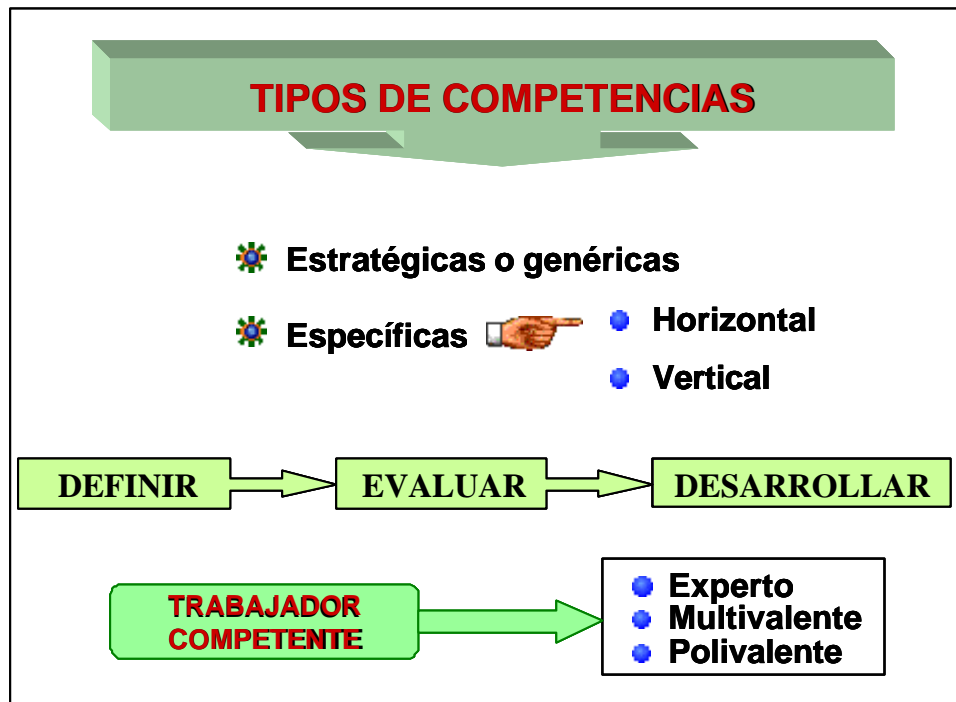 TIPOS DE COMPETENCIAS
Estratégicas o genéricas
Específicas
Horizontal
Vertical
DEFINIR
EVALUAR
DESARROLLAR
TRABAJADOR
COMPETENTE
Experto
Multivalente
Polivalente